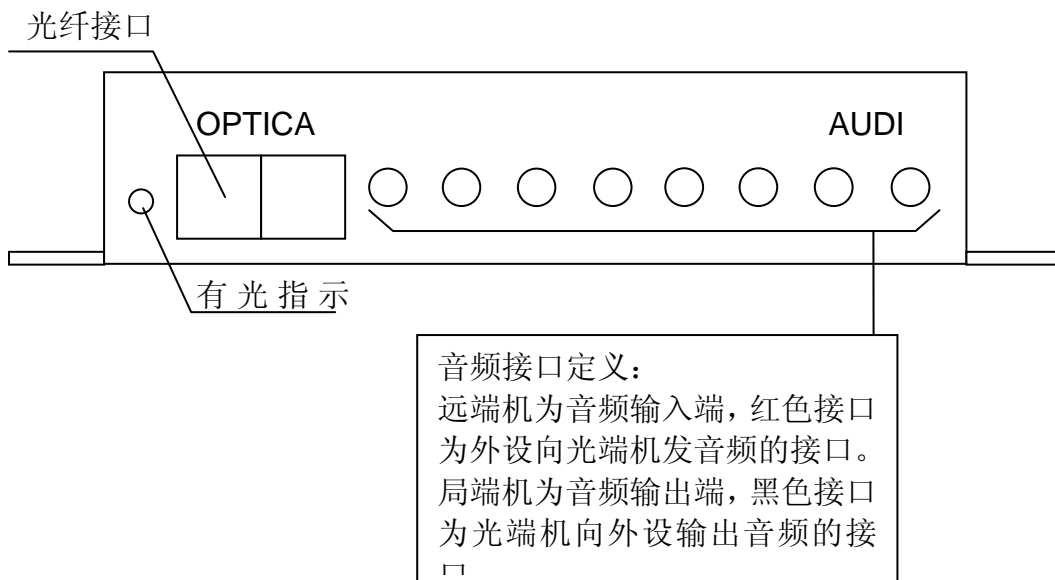 光纤接口
OPTICA
AUDI
有光指示
音频接口定义：
远端机为音频输入端，红色接口
为外设向光端机发音频的接口。
局端机为音频输出端，黑色接口
为光端机向外设输出音频的接
口